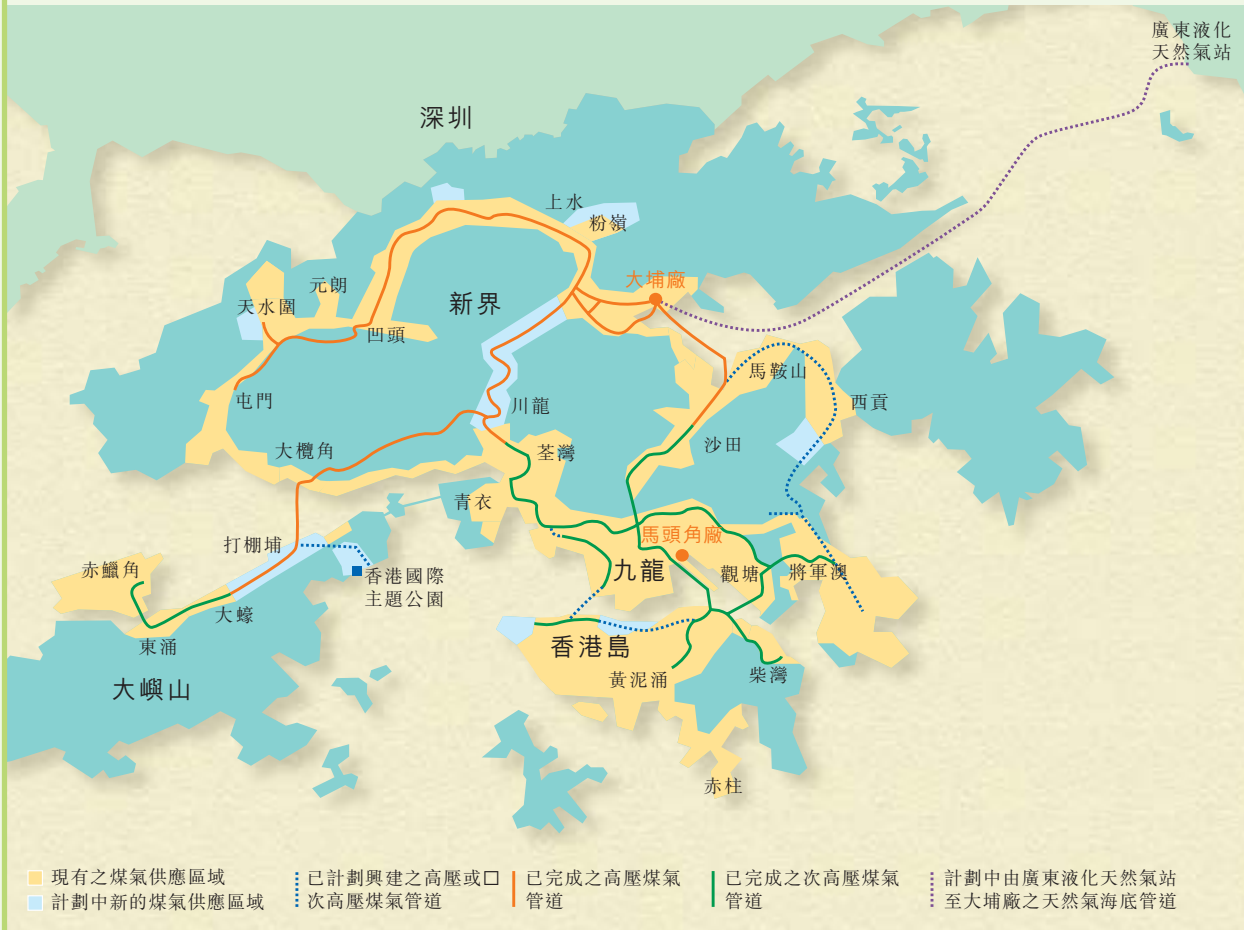 廣東液化
天然氣站
深圳
上水
粉嶺
大埔廠
元朗
天水圍
新界
凹頭
馬鞍山
屯門
川龍
西貢
大欖角
沙田
荃灣
青衣
馬頭角廠
打棚埔
赤鱲角
九龍
觀塘
將軍澳
香港國際
主題公園
大蠔
東涌
香港島
大嶼山
黃泥涌
柴灣
赤柱
現有之煤氣供應區域
計劃中新的煤氣供應區域
已計劃興建之高壓或□
次高壓煤氣管道
已完成之高壓煤氣
管道
已完成之次高壓煤氣
管道
計劃中由廣東液化天然氣站
至大埔廠之天然氣海底管道